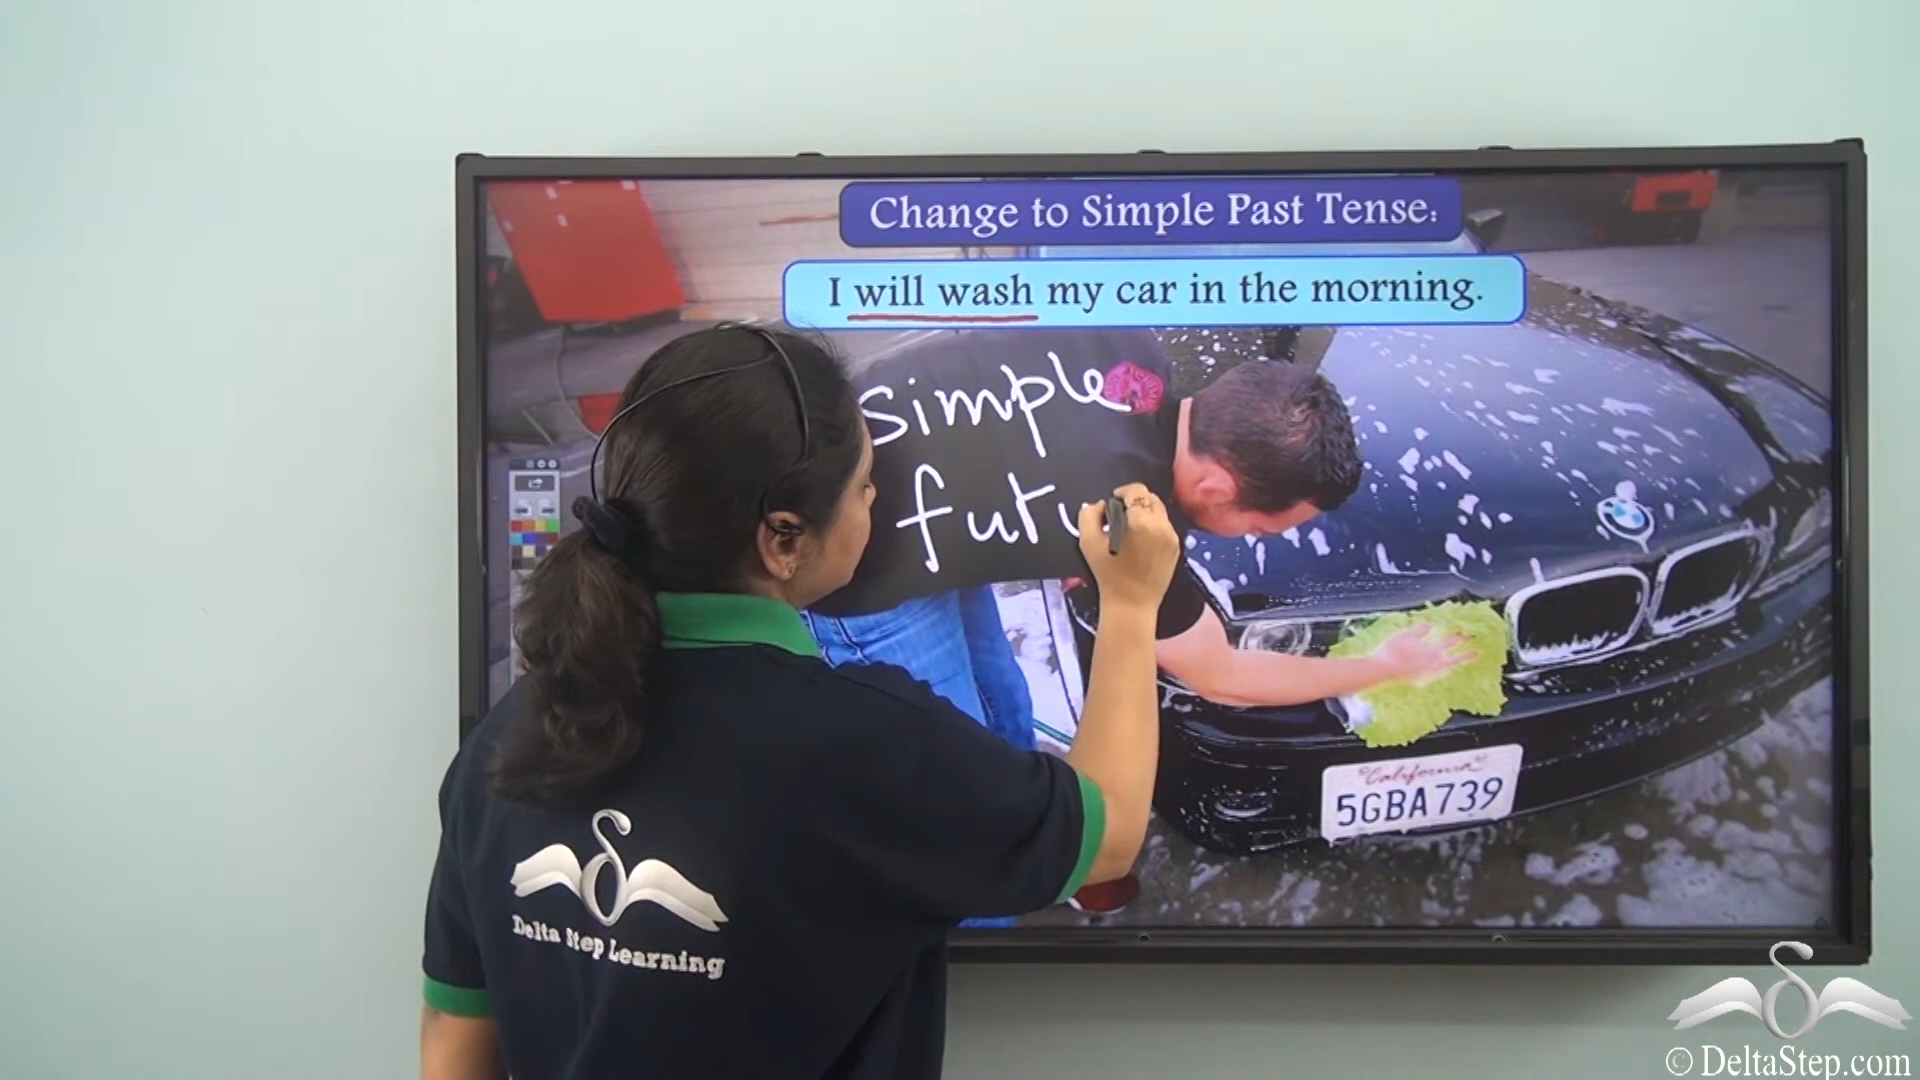 Change to Simple Past Tense:
I will wash my car in the morning.
simple
futu
California
5GBA739
Delta Step Learning
© DeltaStep.com